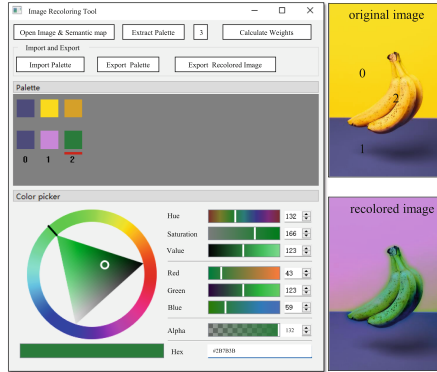 Image Recoloring Tool
Open Image & Semantic map
Extract Palette
3
Calculate Weights
Import and Export
Import Palette
Export Palette
Export Recolored Image
Palette
0 1 2
Color picker
Hue 132
Saturation 166
Value 123
Red 43
Green 123
Blue 59
Alpha 132
Hex #2B7B3B
original image
0
2
1
recolored image